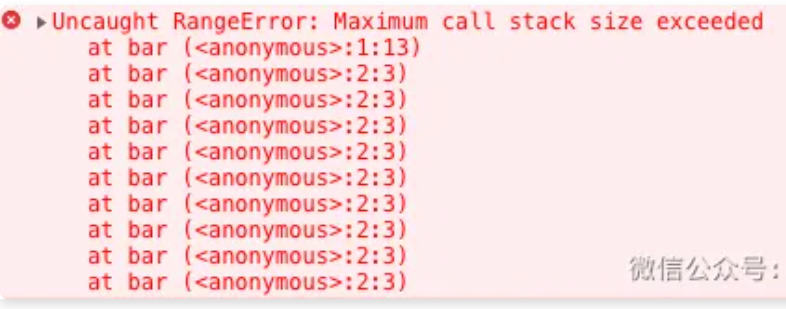 Uncaught RangeError: Maximum call stack size exceeded
at bar (<anonymous>:1:13)
at bar (<anonymous>:2:3)
at bar (<anonymous>:2:3)
at bar (<anonymous>:2:3)
at bar (<anonymous>:2:3)
at bar (<anonymous>:2:3)
at bar (<anonymous>:2:3)
at bar (<anonymous>:2:3)
at bar (<anonymous>:2:3)
at bar (<anonymous>:2:3)
微信公众号：